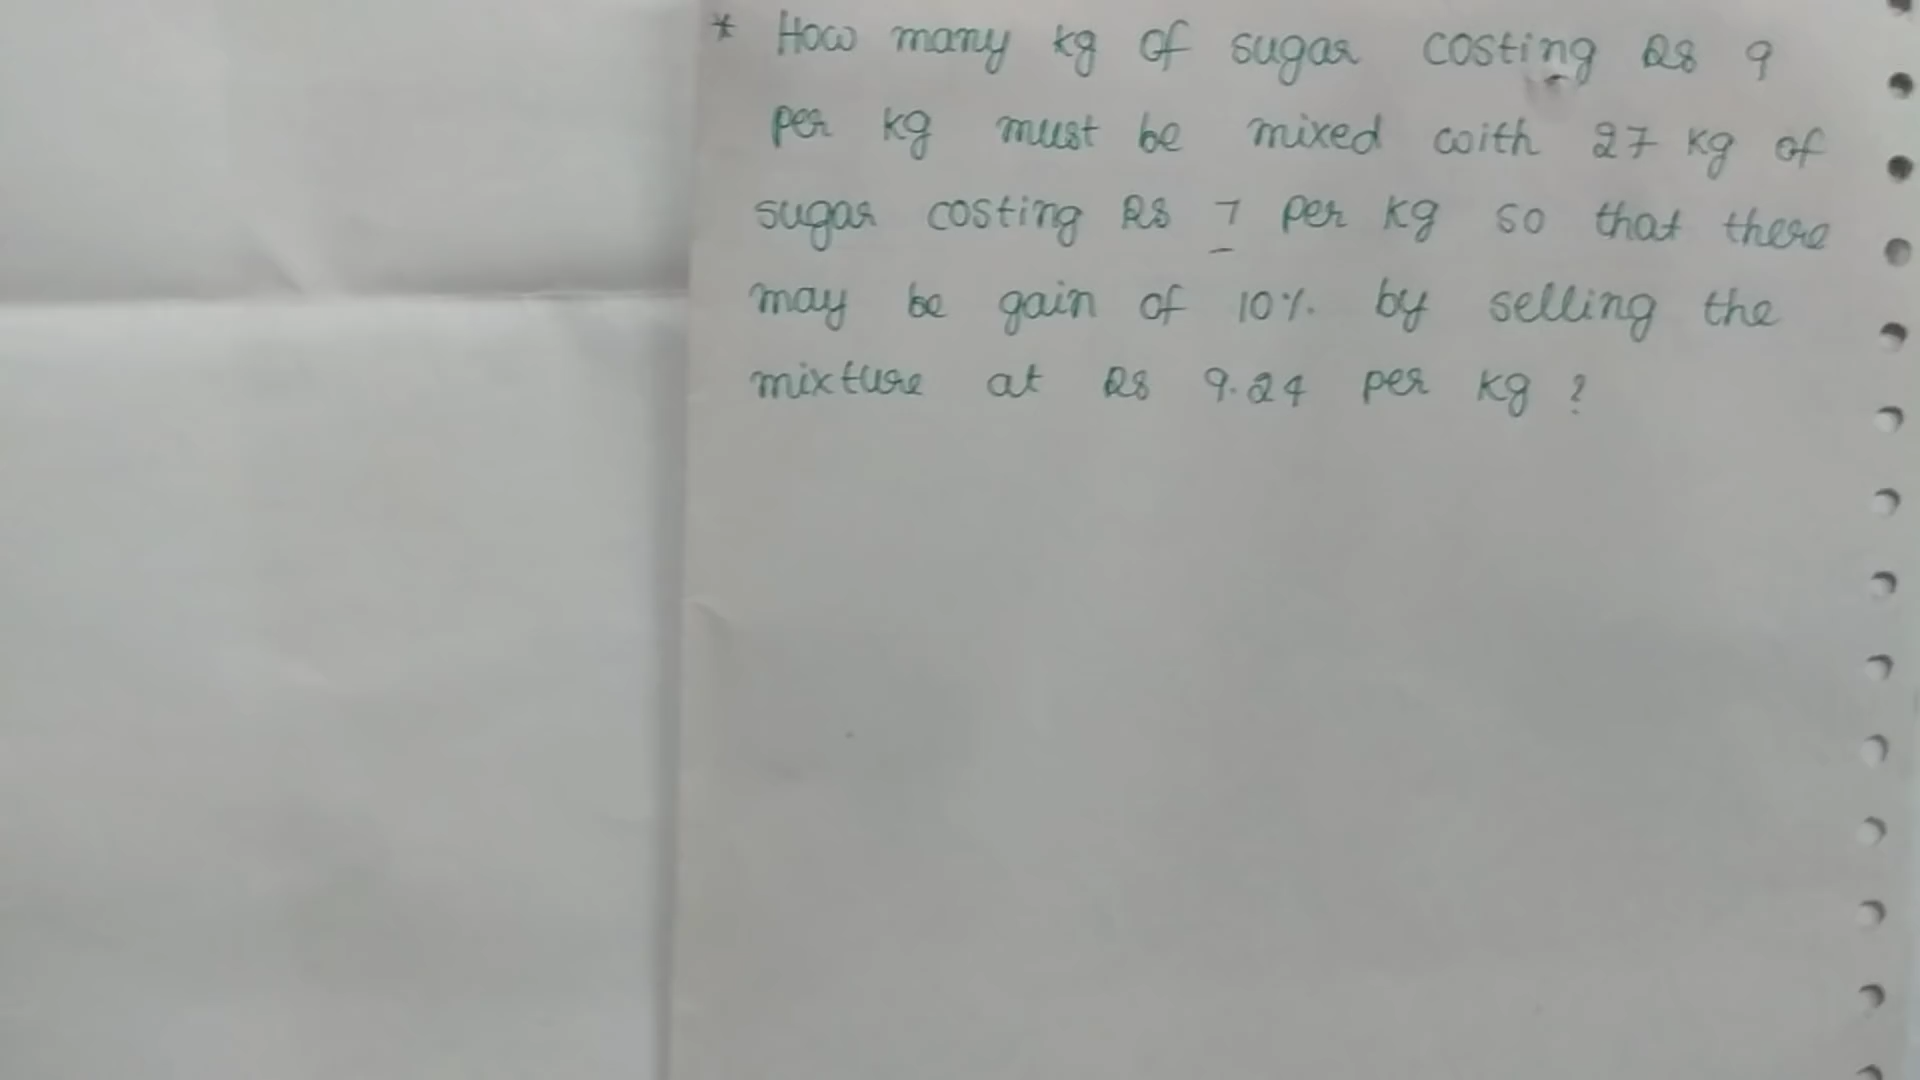 * How many kg of sugar costing Rs 9
per kg must be mixed with 27 kg of
sugar costing Rs 7 per kg so that there
may be gain of 10%. by selling the
mixture at Rs 9.24 per kg ?